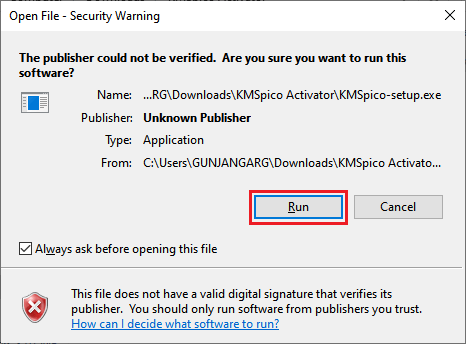 Open File - Security Warning
The publisher could not be verified.  Are you sure you want to run this
software?
Name: ...RG\Downloads\KMSpico Activator\KMSpico-setup.exe
Publisher: Unknown Publisher
Type: Application
From: C:\Users\GUNJANGARG\Downloads\KMSpico Activato...
Run Cancel
Always ask before opening this file
This file does not have a valid digital signature that verifies its
publisher.  You should only run software from publishers you trust.
How can I decide what software to run?